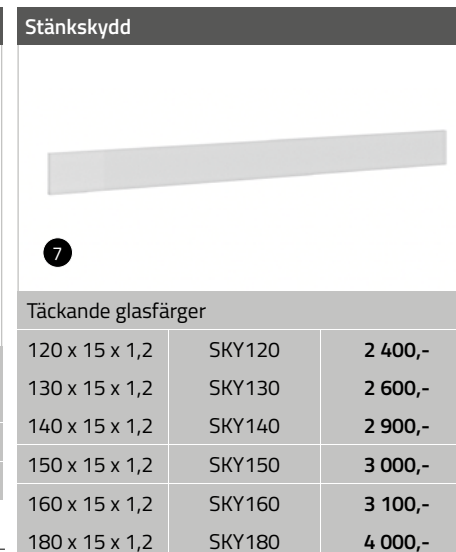 Stänkskydd
7
Täckande glasfärger
120 x 15 x 1,2 SKY120 2 400,-
130 x 15 x 1,2 SKY130 2 600,-
140 x 15 x 1,2 SKY140 2 900,-
150 x 15 x 1,2 SKY150 3 000,-
160 x 15 x 1,2 SKY160 3 100,-
180 x 15 x 1,2 SKY180 4 000,-